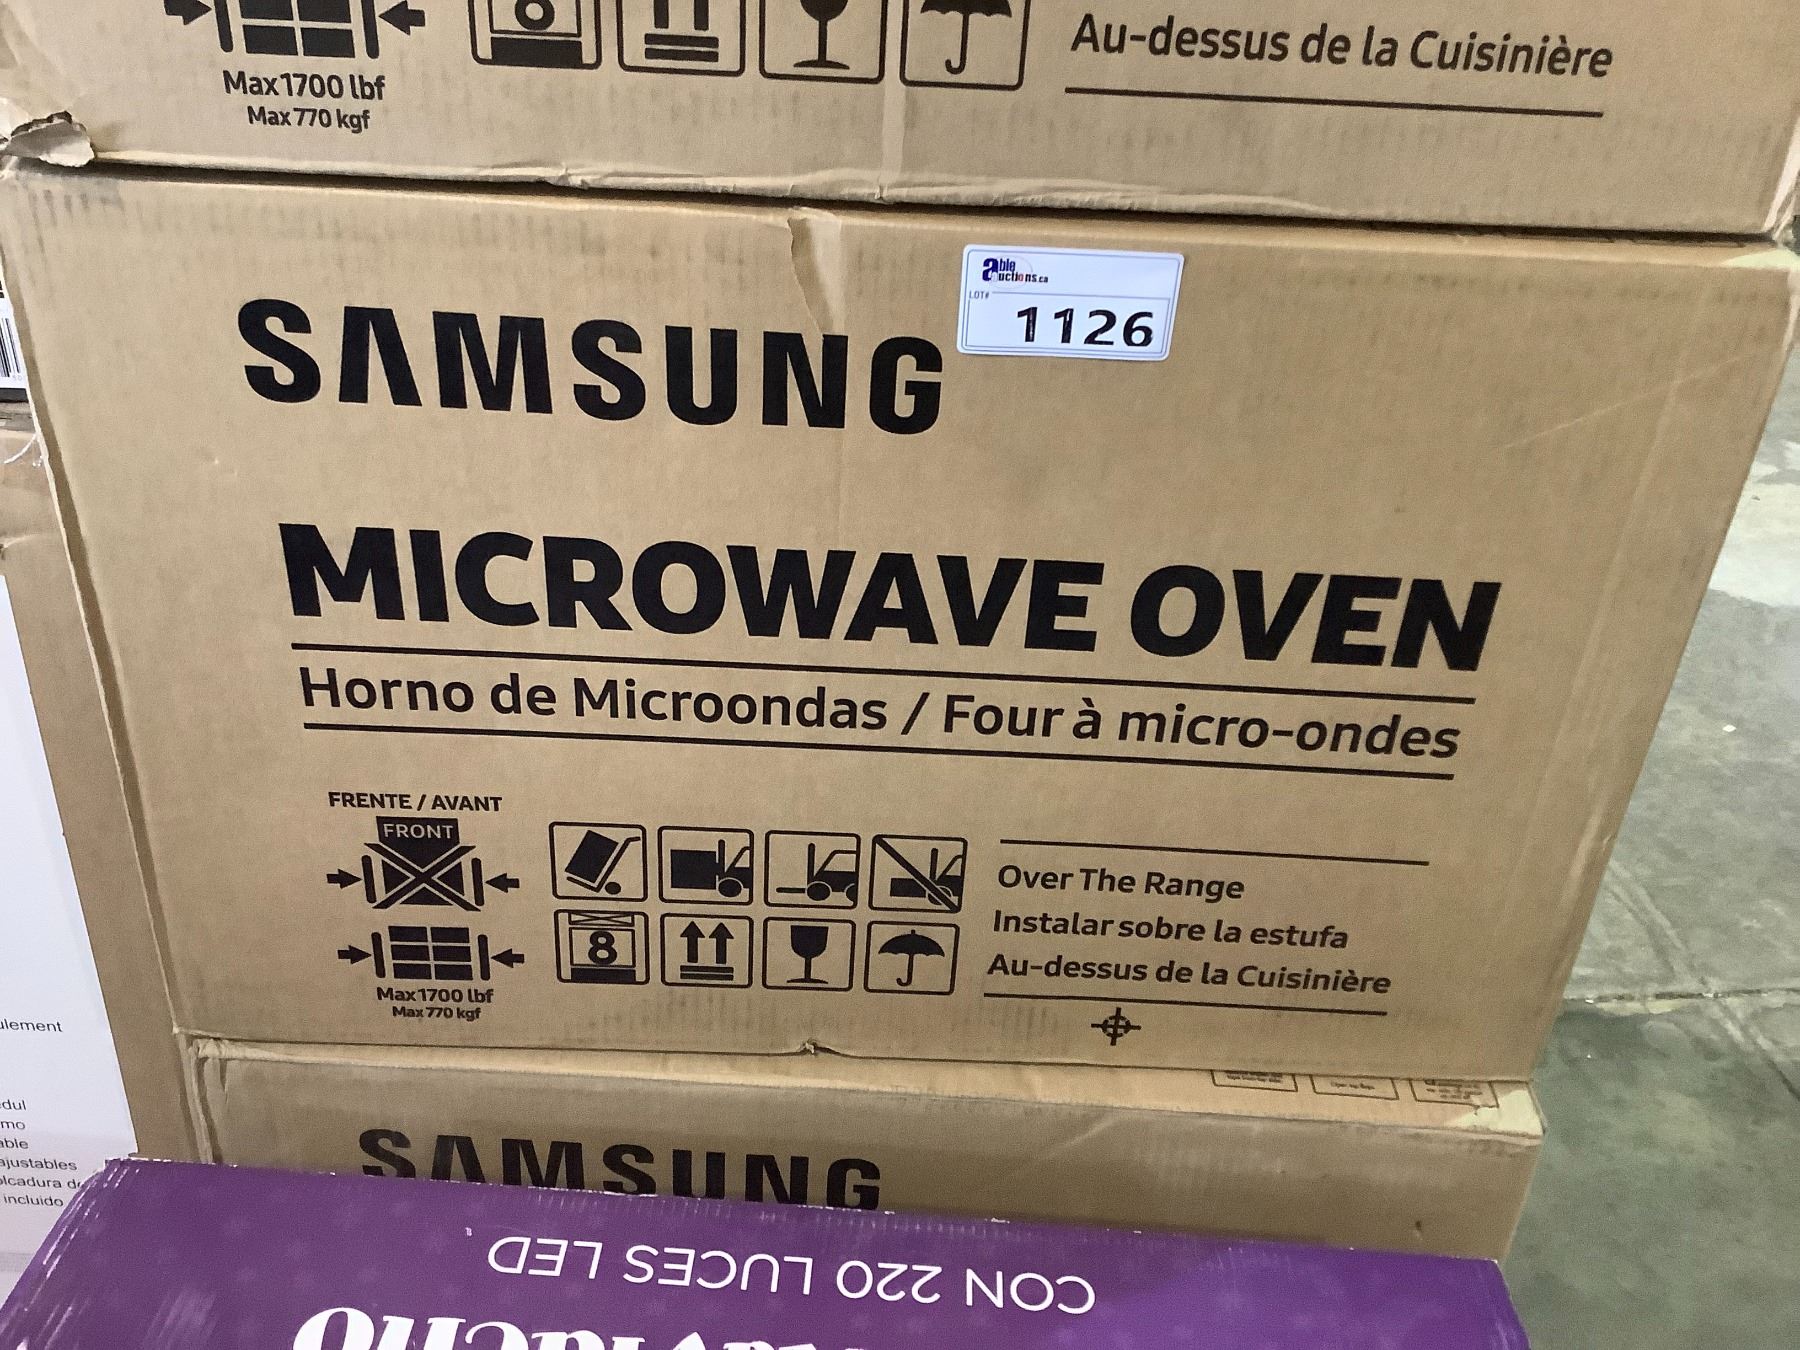 Max 1700 lbf
Max 770 kgf
Au-dessus de la Cuisinière
able auctions.ca
LOT#
1126
SAMSUNG
MICROWAVE OVEN
Horno de Microondas / Four à micro-ondes
FRENTE / AVANT
FRONT
8
Max 1700 lbf
Max 770 kgf
Over The Range
Instalar sobre la estufa
Au-dessus de la Cuisinière
SAMSUNG
CON 220 LUCES LED
ajustables
incluido